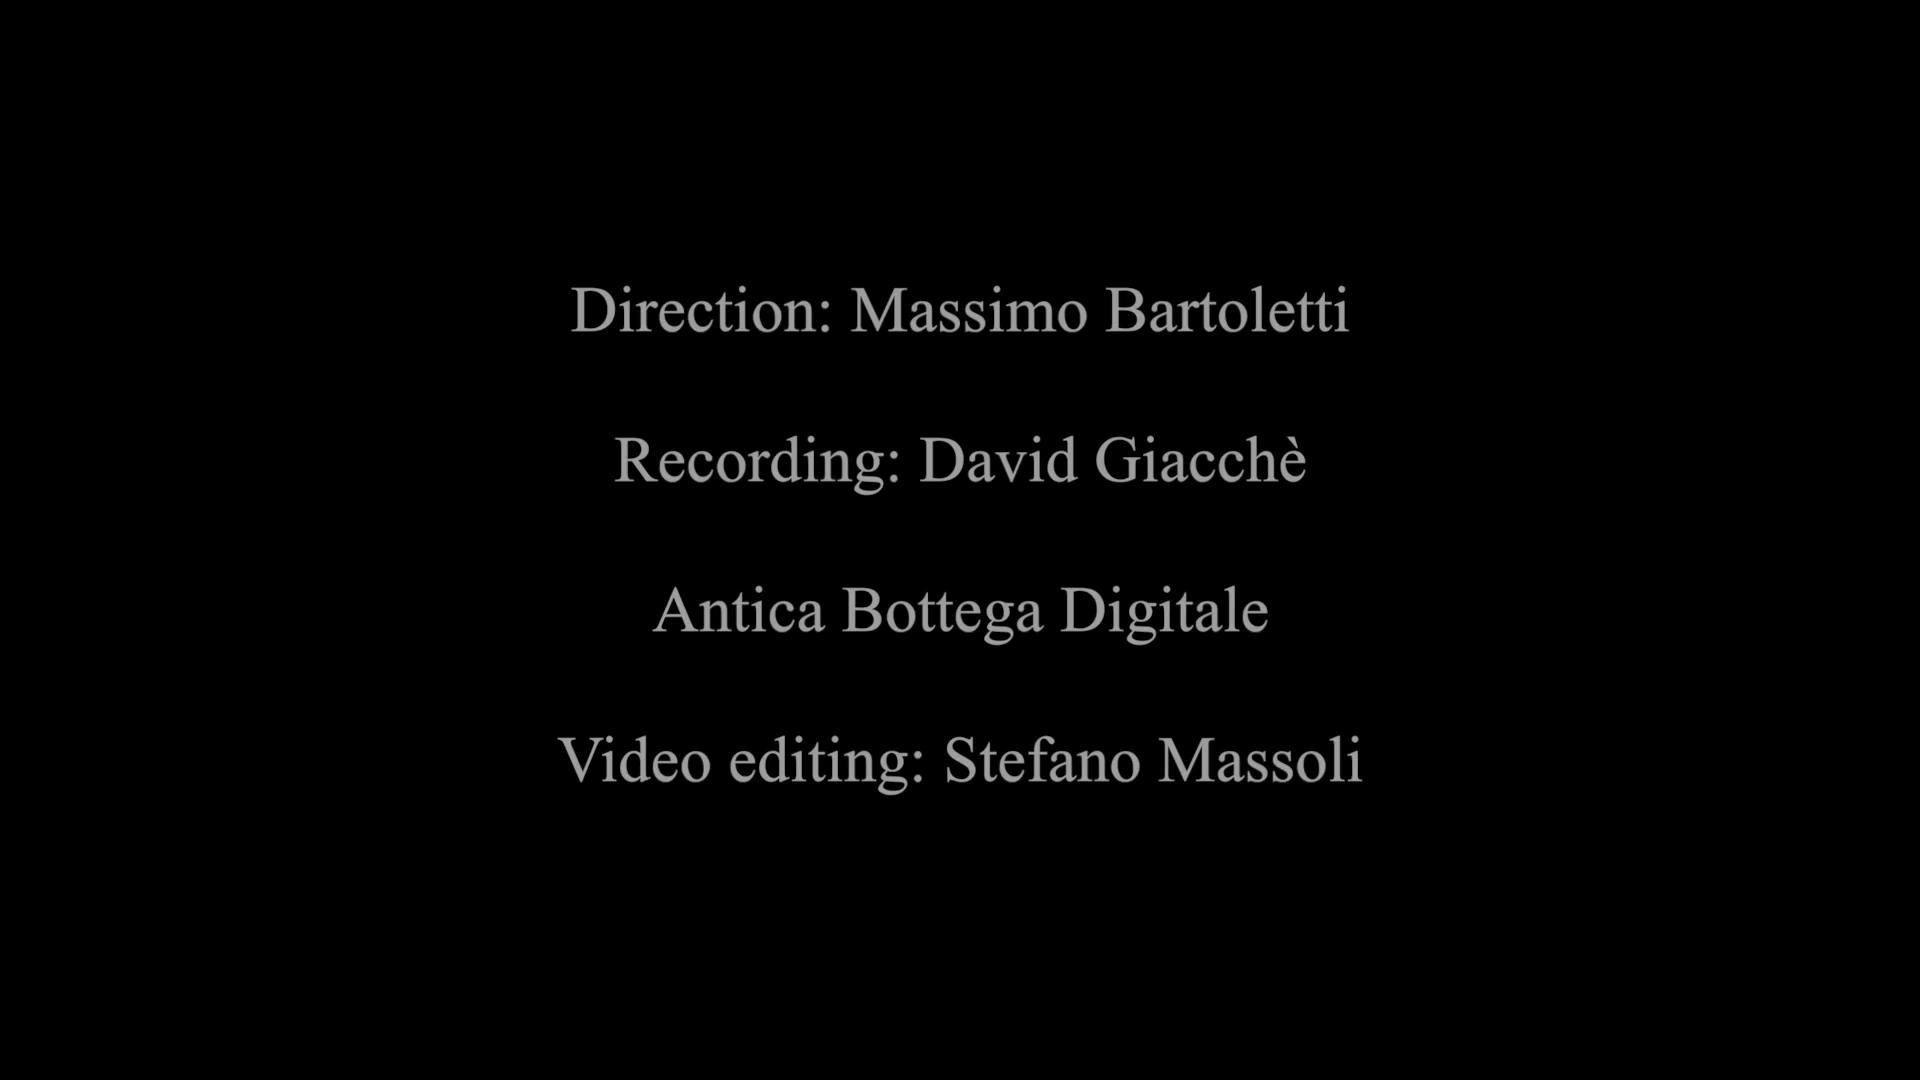 Direction: Massimo Bartoletti
Recording: David Giacchè
Antica Bottega Digitale
Video editing: Stefano Massoli